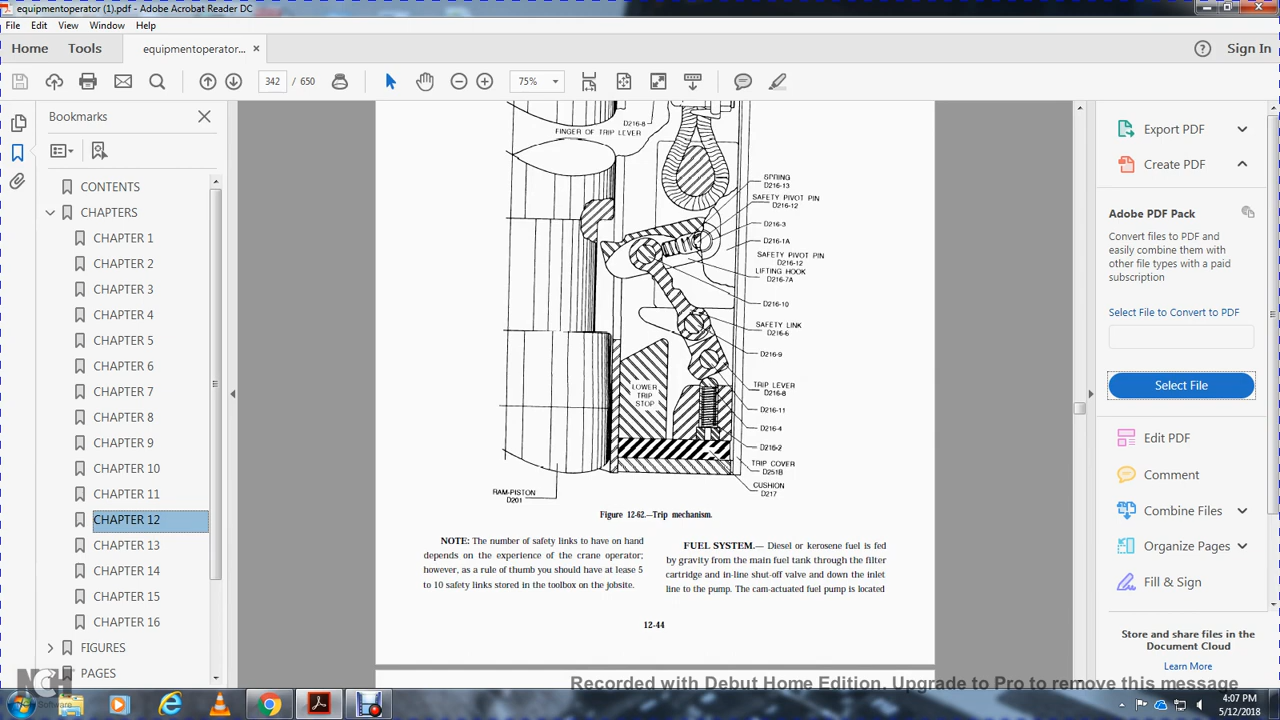 equipmentoperator (1).pdf - Adobe Acrobat Reader DC
File Edit View Window Help
Home Tools equipmentoperator... × Sign In
342 / 650 75%
Bookmarks
CONTENTS
CHAPTERS
CHAPTER 1
CHAPTER 2
CHAPTER 3
CHAPTER 4
CHAPTER 5
CHAPTER 6
CHAPTER 7
CHAPTER 8
CHAPTER 9
CHAPTER 10
CHAPTER 11
CHAPTER 12
CHAPTER 13
CHAPTER 14
CHAPTER 15
CHAPTER 16
FIGURES
PAGES
D216-8
FINGER OF TRIP LEVER
SPRING
D216-13
SAFETY PIVOT PIN
D216-12
D216-3
D216-1A
SAFETY PIVOT PIN
D216-12
LIFTING HOOK
D216-7A
D216-10
SAFETY LINK
D216-6
D216-9
TRIP LEVER
D216-8
D216-11
D216-4
D216-2
TRIP COVER
D251B
CUSHION
D217
LOWER
TRIP
STOP
RAM-PISTON
D201
Figure 12-62.—Trip mechanism.
NOTE: The number of safety links to have on hand
depends on the experience of the crane operator;
however, as a rule of thumb you should have at least 5
to 10 safety links stored in the toolbox on the jobsite.
FUEL SYSTEM.— Diesel or kerosene fuel is fed
by gravity from the main fuel tank through the filter
cartridge and in-line shut-off valve and down the inlet
line to the pump. The cam-actuated fuel pump is located
12-44
Export PDF
Create PDF
Adobe PDF Pack
Convert files to PDF and
easily combine them with
other file types with a paid
subscription
Select File to Convert to PDF
Select File
Edit PDF
Comment
Combine Files
Organize Pages
Fill & Sign
Store and share files in the
Document Cloud
Learn More
NCH
Software
Recorded with Debut Home Edition. Upgrade to Pro to remove this message
4:07 PM
5/12/2018